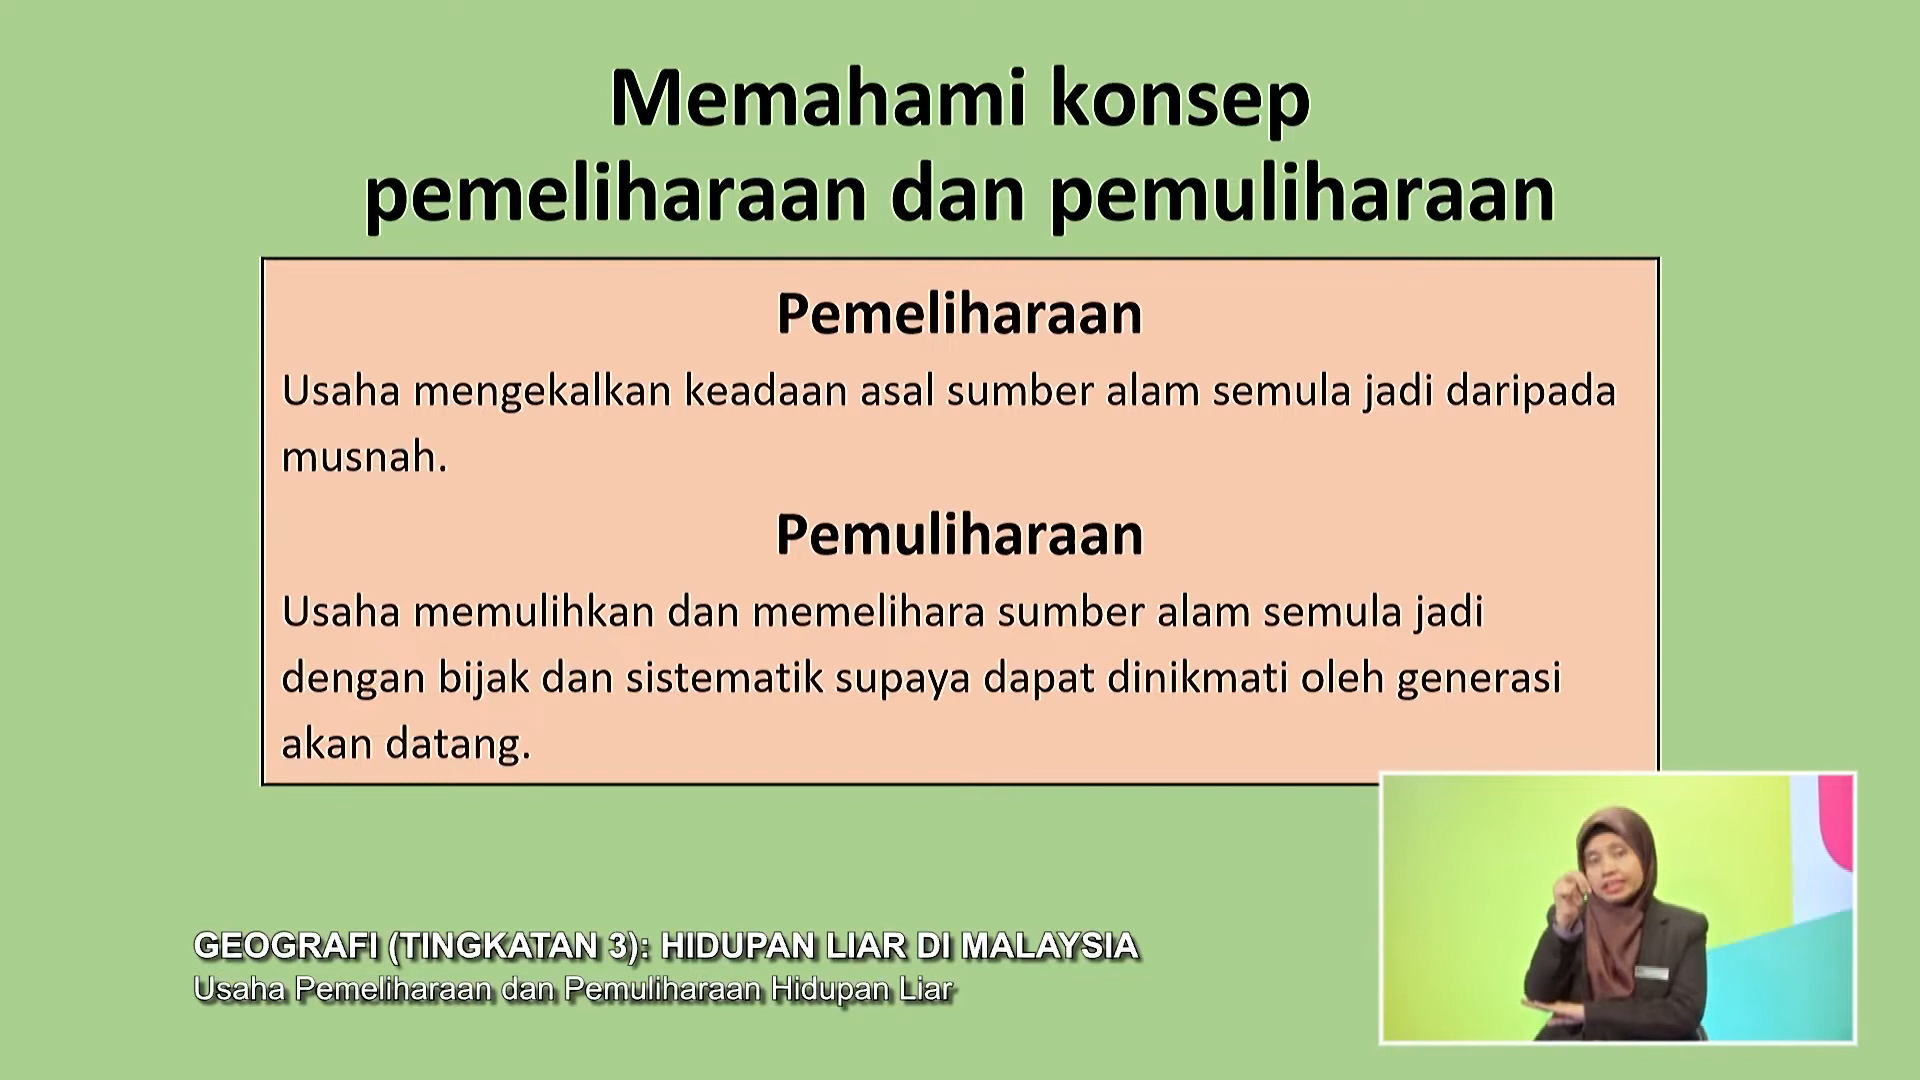 Memahami konsep
pemeliharaan dan pemuliharaan
Pemeliharaan
Usaha mengekalkan keadaan asal sumber alam semula jadi daripada
musnah.
Pemuliharaan
Usaha memulihkan dan memelihara sumber alam semula jadi
dengan bijak dan sistematik supaya dapat dinikmati oleh generasi
akan datang.
GEOGRAFI (TINGKATAN 3): HIDUPAN LIAR DI MALAYSIA
Usaha Pemeliharaan dan Pemuliharaan Hidupan Liar